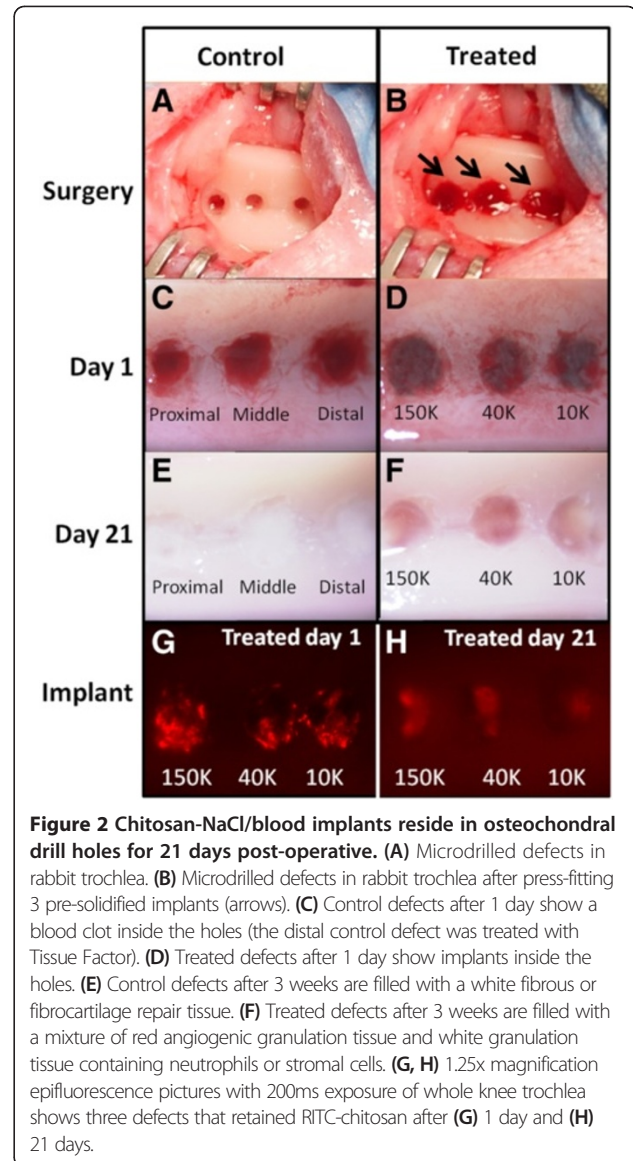 Control Treated
A B
Surgery
C D
Day 1
Proximal Middle Distal 150K 40K 10K
E F
Day 21
Proximal Middle Distal 150K 40K 10K
G Treated day 1 H Treated day 21
Implant
150K 40K 10K 150K 40K 10K
Figure 2 Chitosan-NaCl/blood implants reside in osteochondral
drill holes for 21 days post-operative. (A) Microdrilled defects in
rabbit trochlea. (B) Microdrilled defects in rabbit trochlea after press-fitting
3 pre-solidified implants (arrows). (C) Control defects after 1 day show a
blood clot inside the holes (the distal control defect was treated with
Tissue Factor). (D) Treated defects after 1 day show implants inside the
holes. (E) Control defects after 3 weeks are filled with a white fibrous or
fibrocartilage repair tissue. (F) Treated defects after 3 weeks are filled with
a mixture of red angiogenic granulation tissue and white granulation
tissue containing neutrophils or stromal cells. (G, H) 1.25x magnification
epifluorescence pictures with 200ms exposure of whole knee trochlea
shows three defects that retained RITC-chitosan after (G) 1 day and (H)
21 days.